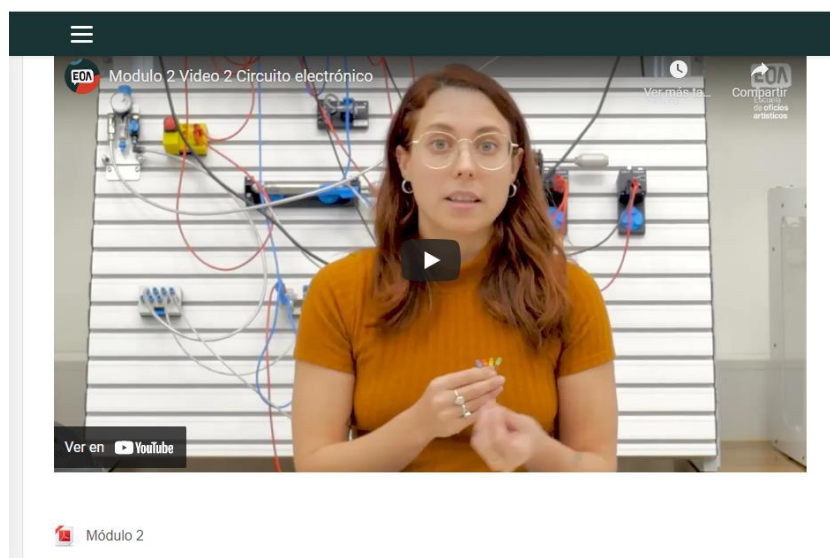 EOA Modulo 2 Video 2 Circuito electrónico
Ver más ta...
Compartir
EOA
Escuela
de oficios
artísticos
Ver en YouTube
Módulo 2